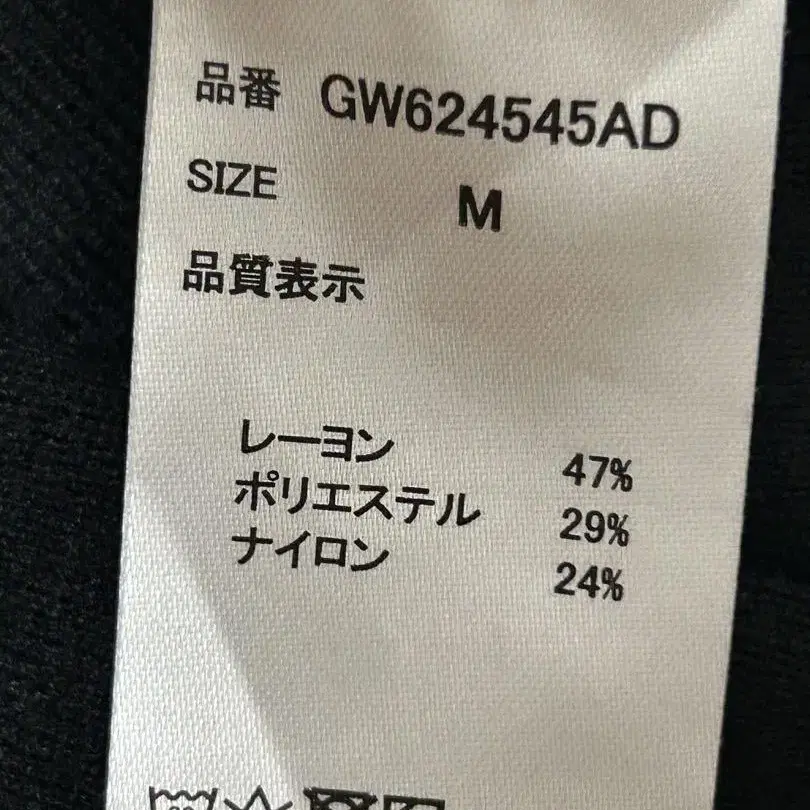 品番 GW624545AD
SIZE M
品質表示
レーヨン 47%
ポリエステル 29%
ナイロン 24%